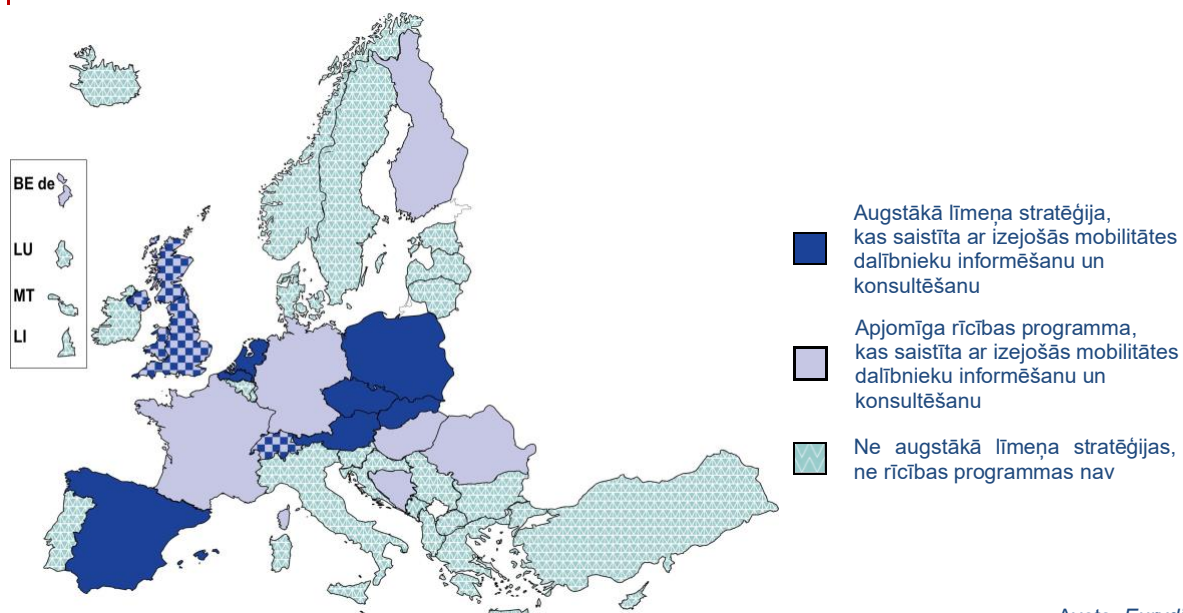 BE de
LU
MT
LI
Augstākā līmeņa stratēģija,
kas saistīta ar izejošās mobilitātes
dalībnieku informēšanu un
konsultēšanu
Apjomīga rīcības programma,
kas saistīta ar izejošās mobilitātes
dalībnieku informēšanu un
konsultēšanu
Ne augstākā līmeņa stratēģijas,
ne rīcības programmas nav